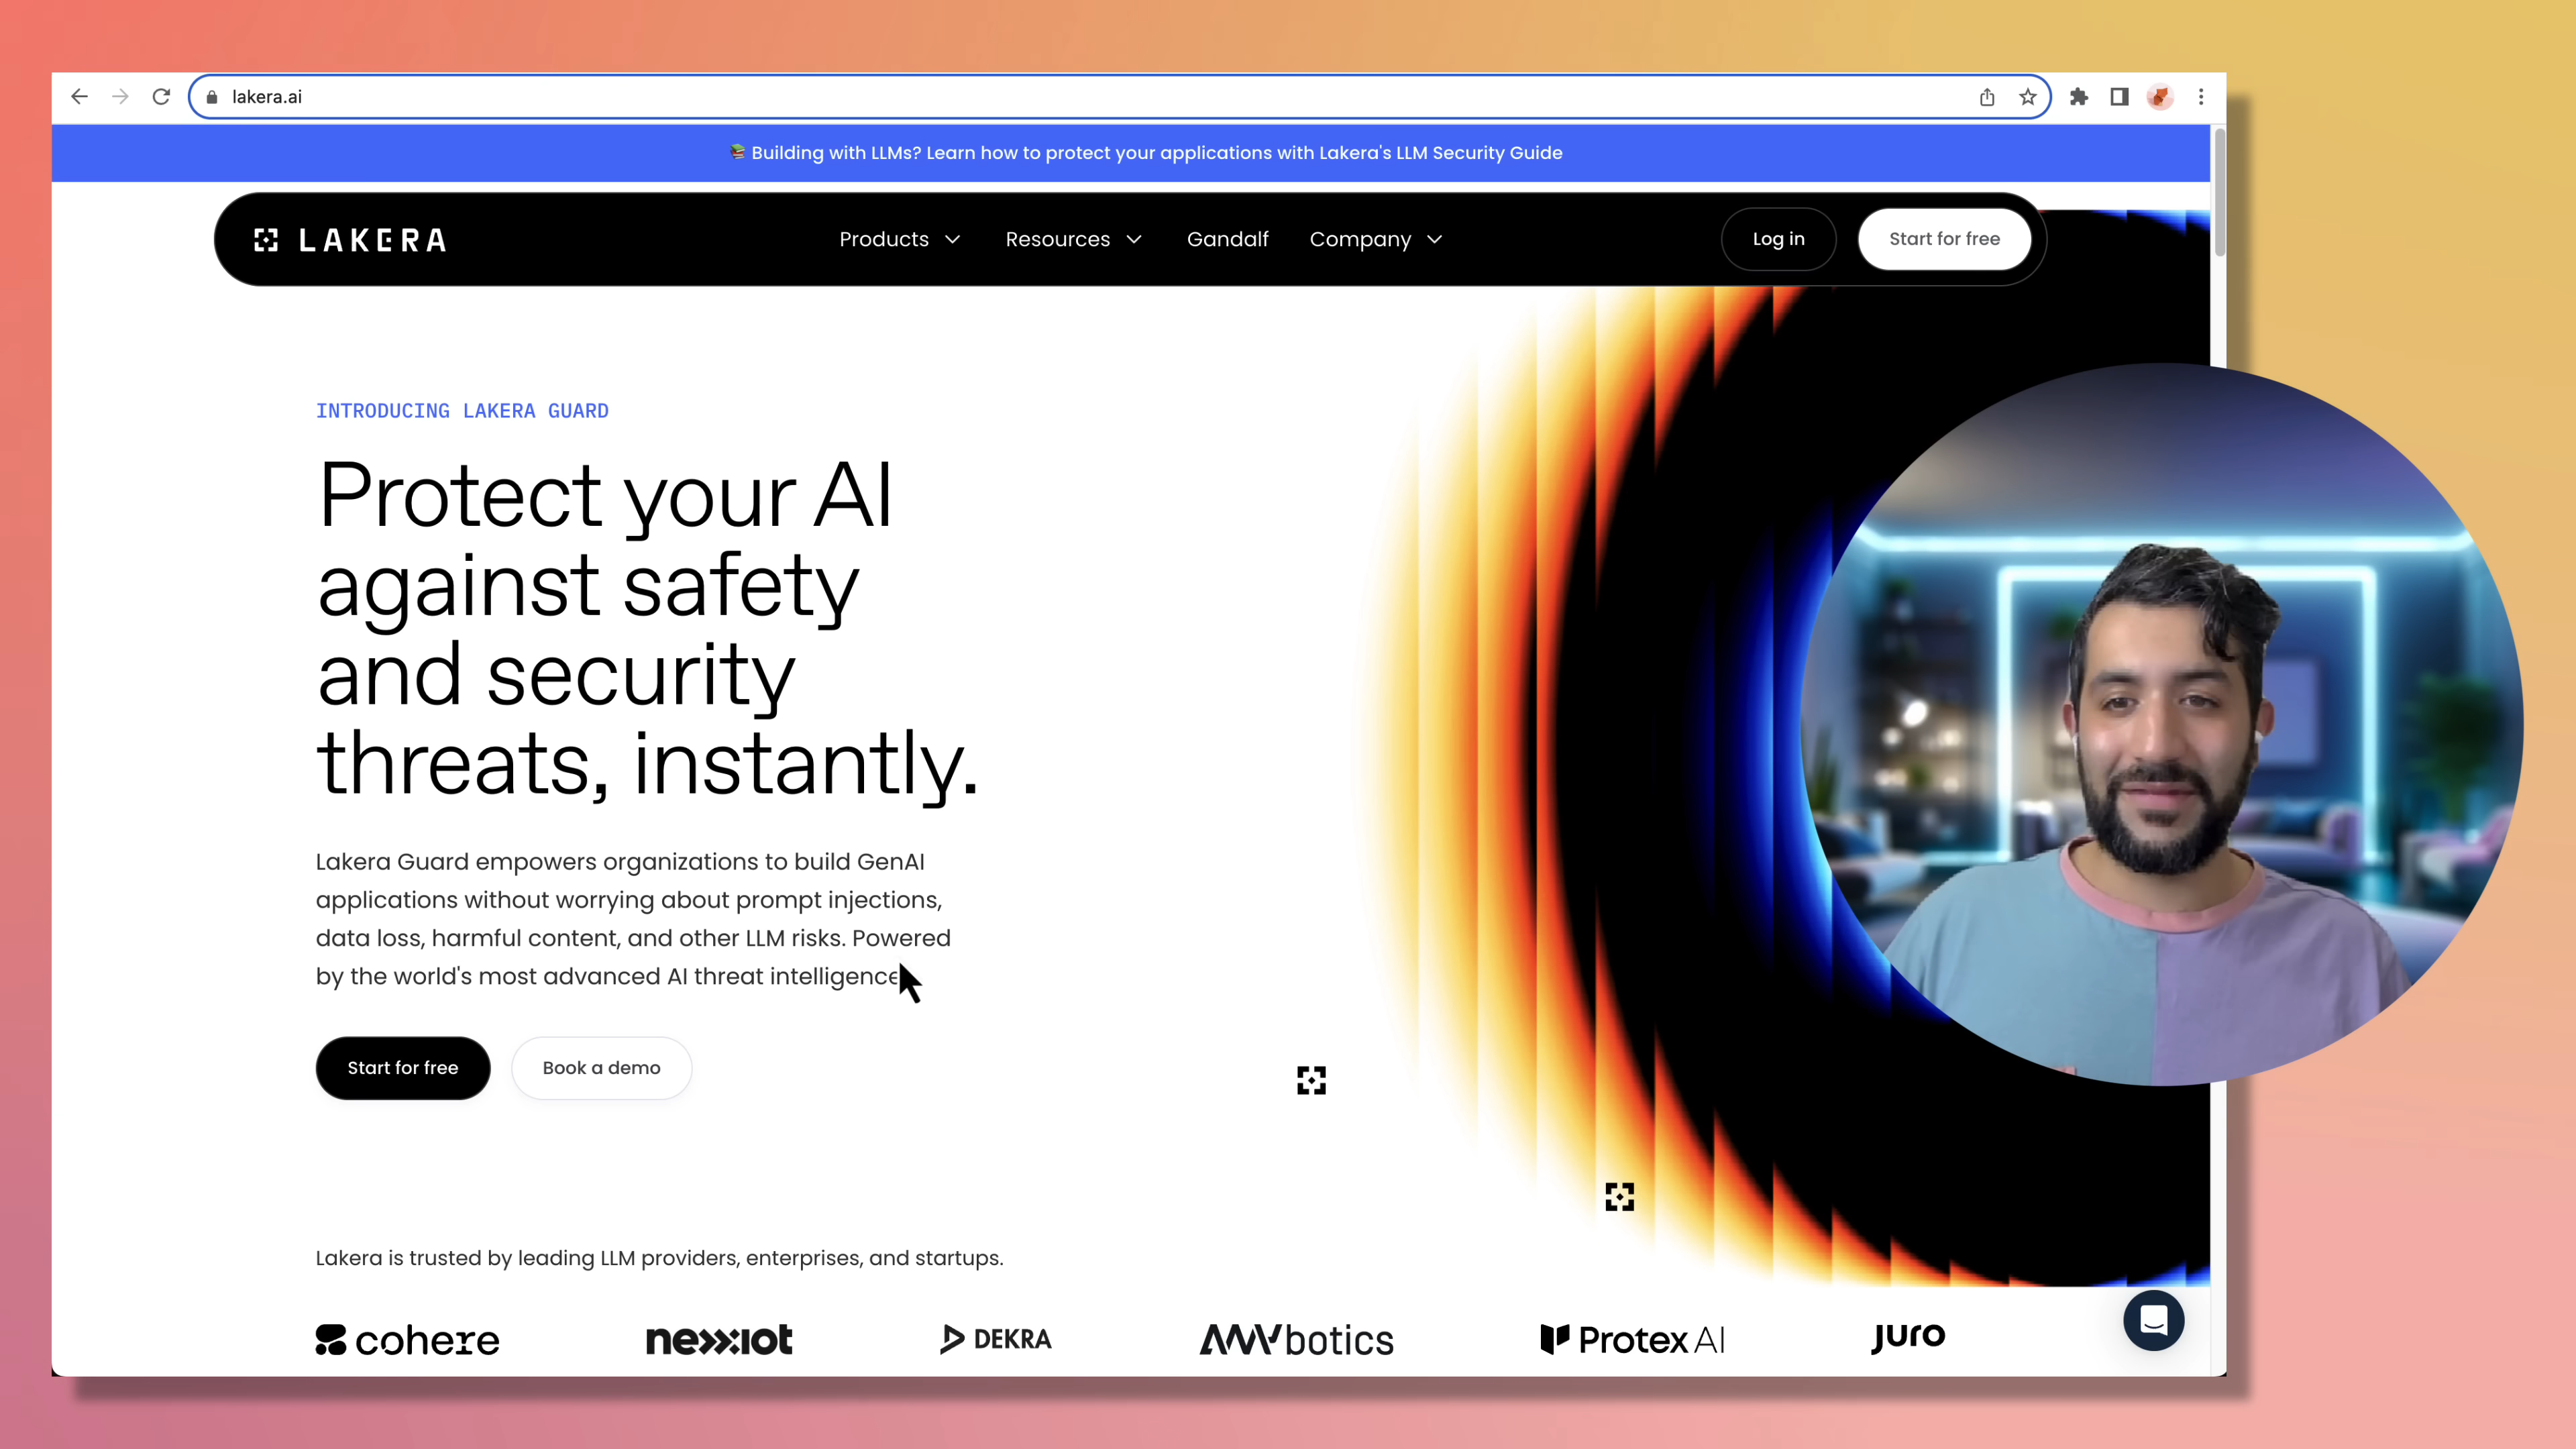 lakera.ai
Building with LLMs? Learn how to protect your applications with Lakera's LLM Security Guide
LAKERA
Products
Resources
Gandalf
Company
Log in
Start for free
INTRODUCING LAKERA GUARD
Protect your AI
against safety
and security
threats, instantly.
Lakera Guard empowers organizations to build GenAI
applications without worrying about prompt injections,
data loss, harmful content, and other LLM risks. Powered
by the world's most advanced AI threat intelligence
Start for free
Book a demo
Lakera is trusted by leading LLM providers, enterprises, and startups.
cohere
nexxiot
DEKRA
ANYbotics
Protex AI
Juro